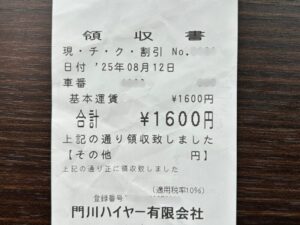 領収書
現・チ・ク・割引 No.
日付 '25年08月12日
車番
基本運賃 ¥1600円
合計 ¥1600円
上記の通り領収致しました
【その他 円】
上記の通り正に領収致しました
(適用税率10%)
登録番号
門川ハイヤー有限会社